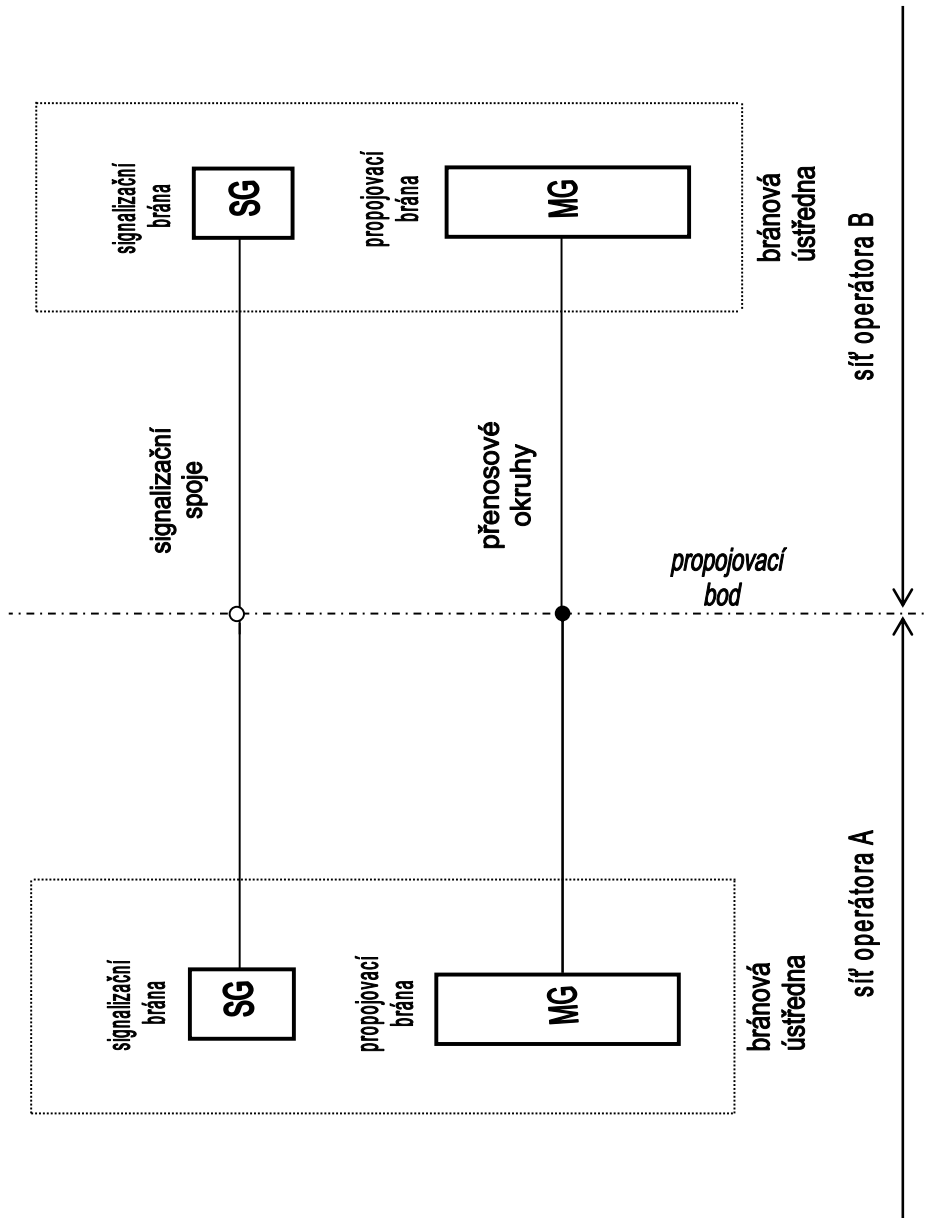 signalizační
brána
SG
propojovací
brána
MG
bránová
ústředna
síť operátora B
signalizační
spoje
přenosové
okruhy
propojovací
bod
signalizační
brána
SG
propojovací
brána
MG
bránová
ústředna
síť operátora A